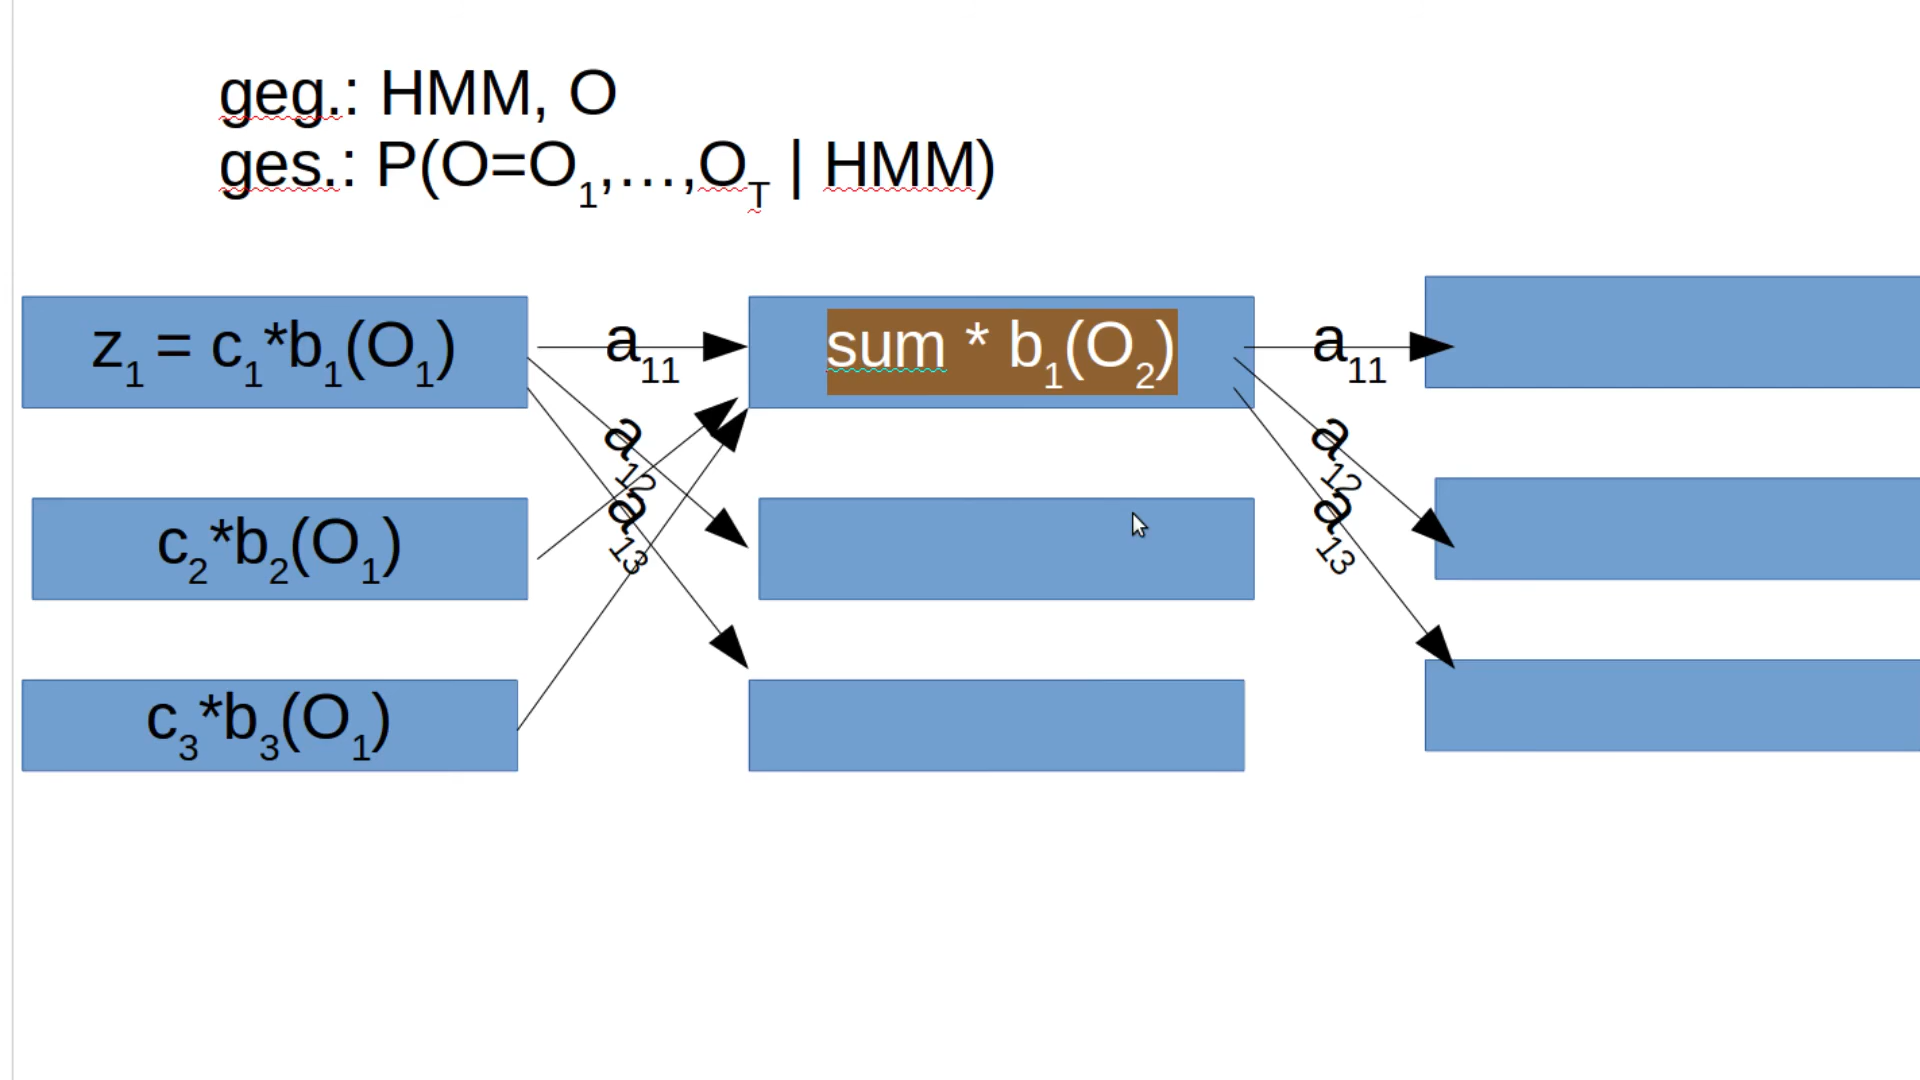 geg.: HMM, O
ges.: P(O=O₁,…,O_T | HMM)
z₁ = c₁*b₁(O₁)
a₁₁
sum * b₁(O₂)
a₁₁
a₁₂
a₁₂
c₂*b₂(O₁)
a₁₃
a₁₃
c₃*b₃(O₁)